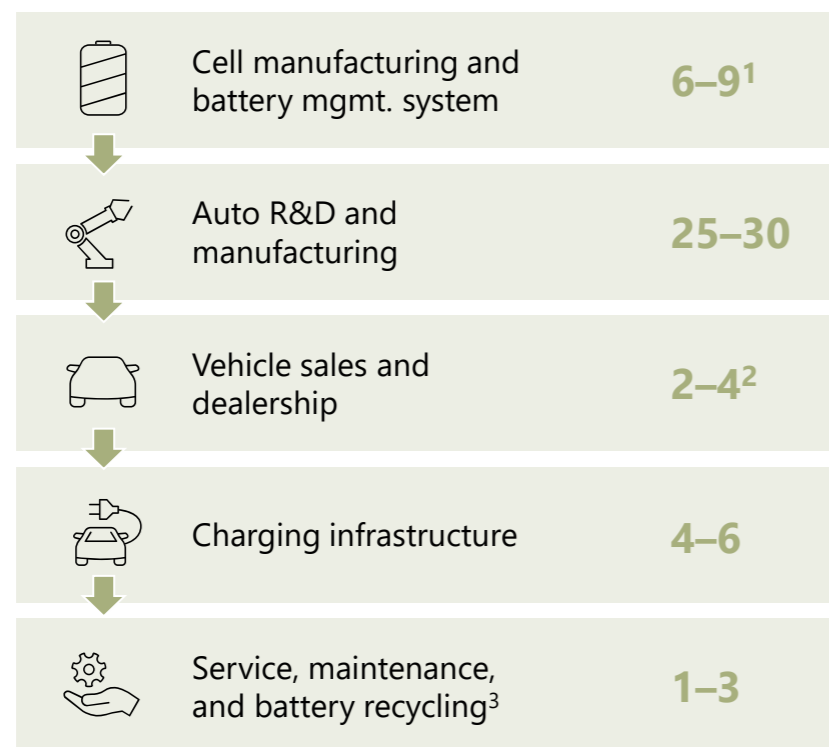 Cell manufacturing and
battery mgmt. system
6–9¹
Auto R&D and
manufacturing
25–30
Vehicle sales and
dealership
2–4²
Charging infrastructure
4–6
Service, maintenance,
and battery recycling³
1–3